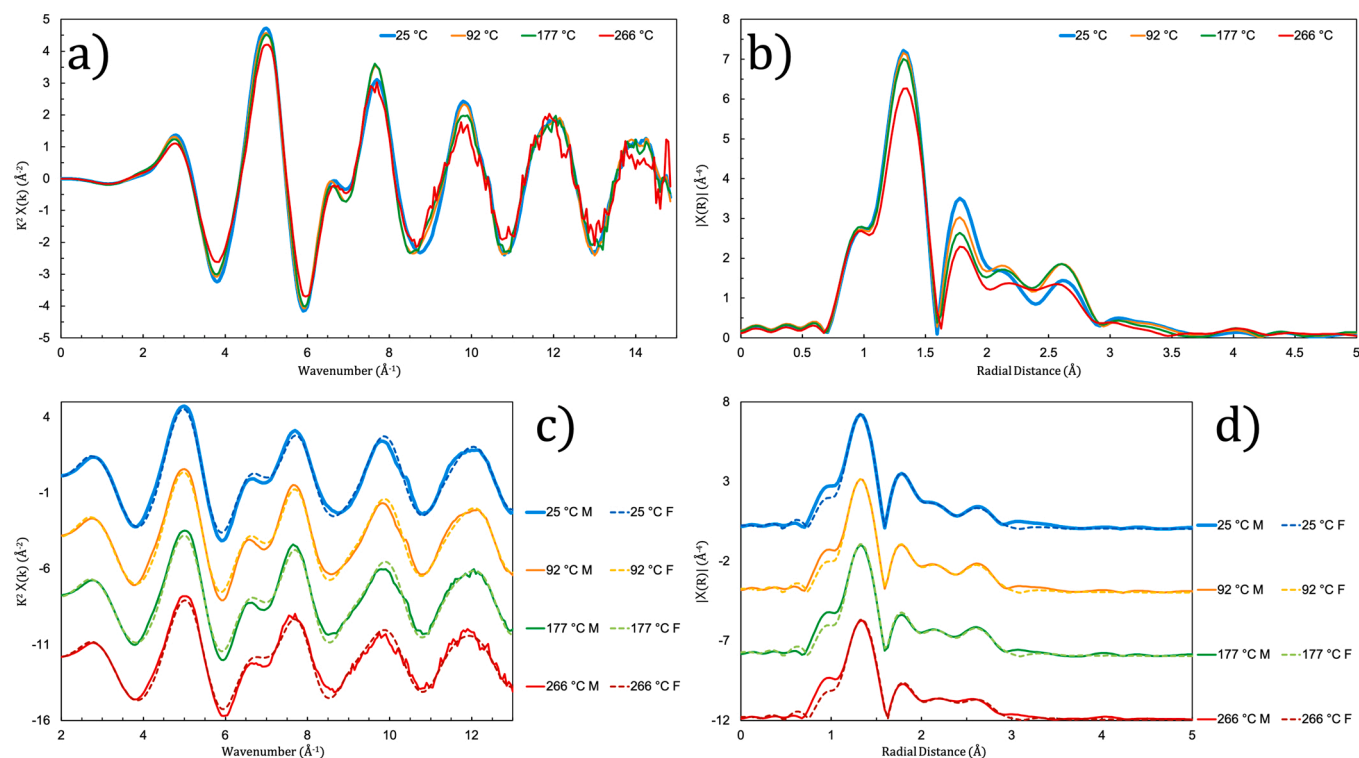 a)
25 °C 92 °C 177 °C 266 °C
5
4
3
2
1
0
-1
-2
-3
-4
-5
K² X(k) (Å⁻²)
0 2 4 6 8 10 12 14
Wavenumber (Å⁻¹)
b)
25 °C 92 °C 177 °C 266 °C
8
7
6
5
4
3
2
1
0
|X(R)| (Å⁻⁴)
0 0.5 1 1.5 2 2.5 3 3.5 4 4.5 5
Radial Distance (Å)
c)
4
-1
-6
-11
-16
K² X(k) (Å⁻²)
2 4 6 8 10 12
Wavenumber (Å⁻¹)
25 °C M 25 °C F
92 °C M 92 °C F
177 °C M 177 °C F
266 °C M 266 °C F
d)
8
3
-2
-7
-12
|X(R)| (Å⁻⁴)
0 1 2 3 4 5
Radial Distance (Å)
25 °C M 25 °C F
92 °C M 92 °C F
177 °C M 177 °C F
266 °C M 266 °C F